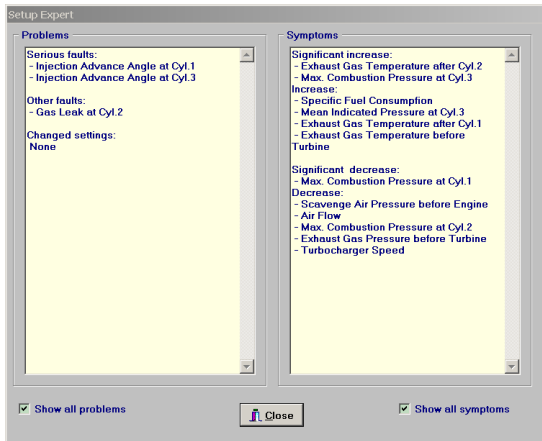 Setup Expert
Problems
Serious faults:
- Injection Advance Angle at Cyl.1
- Injection Advance Angle at Cyl.3
Other faults:
- Gas Leak at Cyl.2
Changed settings:
None
Symptoms
Significant increase:
- Exhaust Gas Temperature after Cyl.2
- Max. Combustion Pressure at Cyl.3
Increase:
- Specific Fuel Consumption
- Mean Indicated Pressure at Cyl.3
- Exhaust Gas Temperature after Cyl.1
- Exhaust Gas Temperature before
Turbine
Significant decrease:
- Max. Combustion Pressure at Cyl.1
Decrease:
- Scavenge Air Pressure before Engine
- Air Flow
- Max. Combustion Pressure at Cyl.2
- Exhaust Gas Pressure before Turbine
- Turbocharger Speed
Show all problems
Close
Show all symptoms